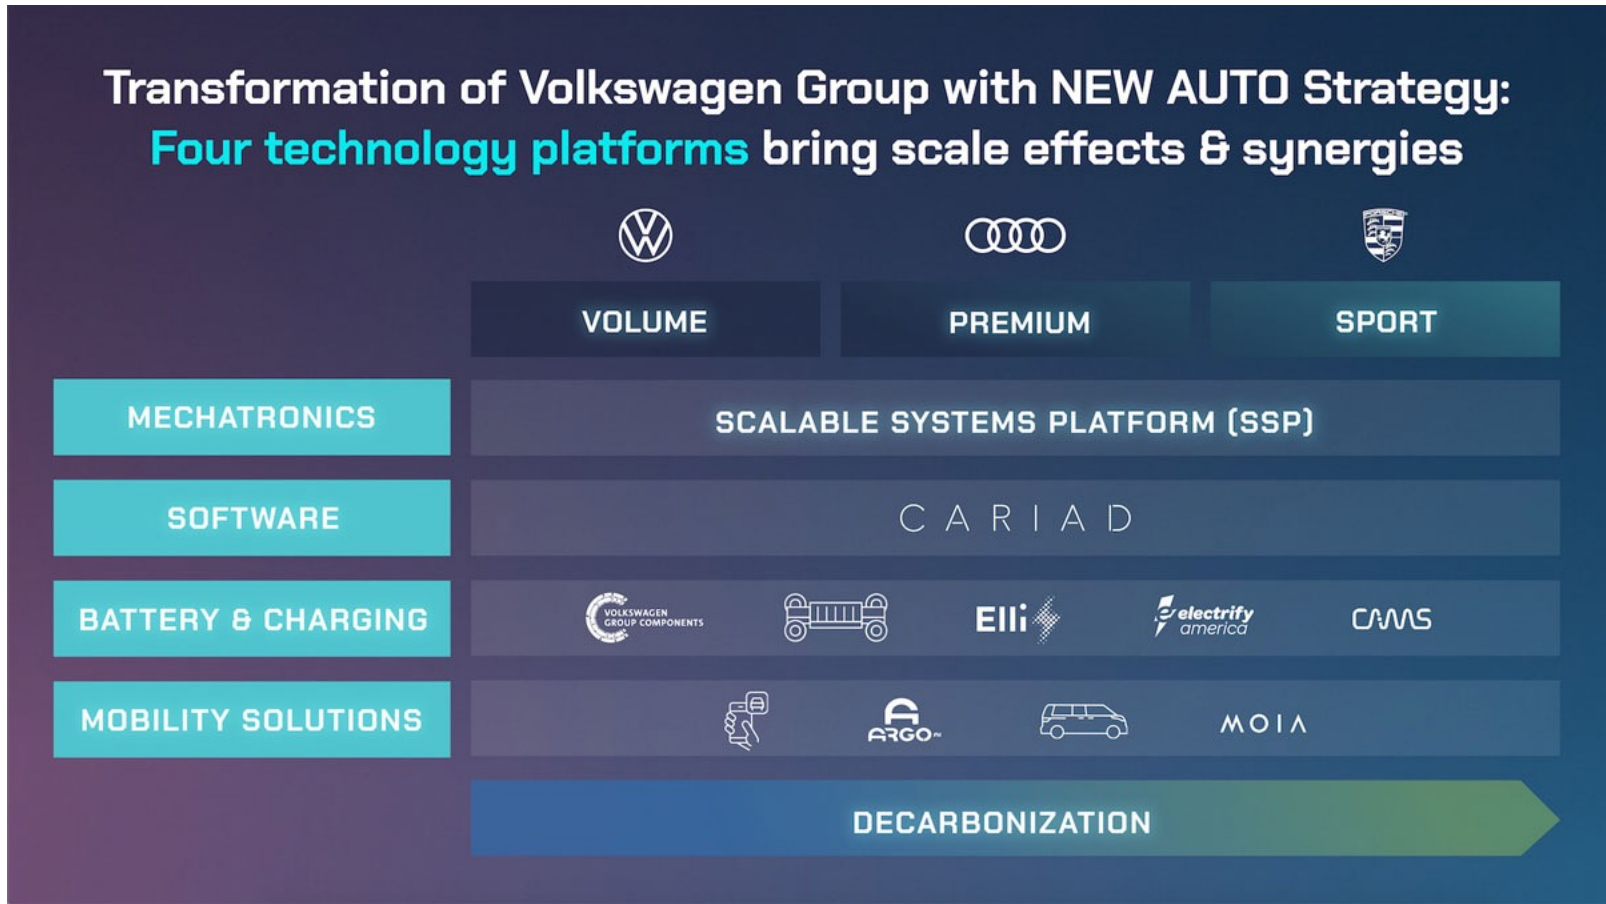 Transformation of Volkswagen Group with NEW AUTO Strategy:
Four technology platforms bring scale effects & synergies
PORSCHE
VOLUME
PREMIUM
SPORT
MECHATRONICS
SCALABLE SYSTEMS PLATFORM (SSP)
SOFTWARE
CARIAD
BATTERY & CHARGING
VOLKSWAGEN
GROUP COMPONENTS
Elli
electrify
america
CAMS
MOBILITY SOLUTIONS
ARGO AI
MOIA
DECARBONIZATION